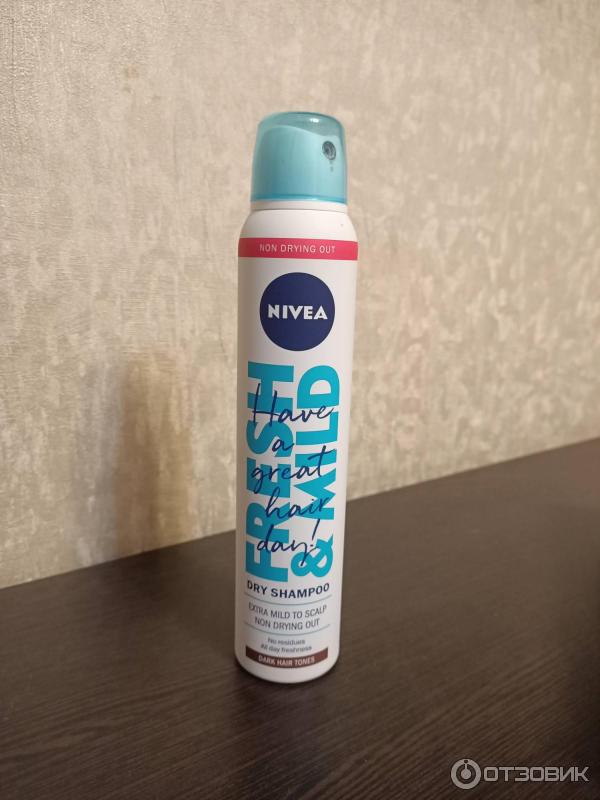 NON DRYING OUT
NIVEA
FRESH
& MILD
Have
a
great
hair
day!
DRY SHAMPOO
EXTRA MILD TO SCALP
NON DRYING OUT
No residues
All day freshness
DARK HAIR TONES
ОТЗОВИК